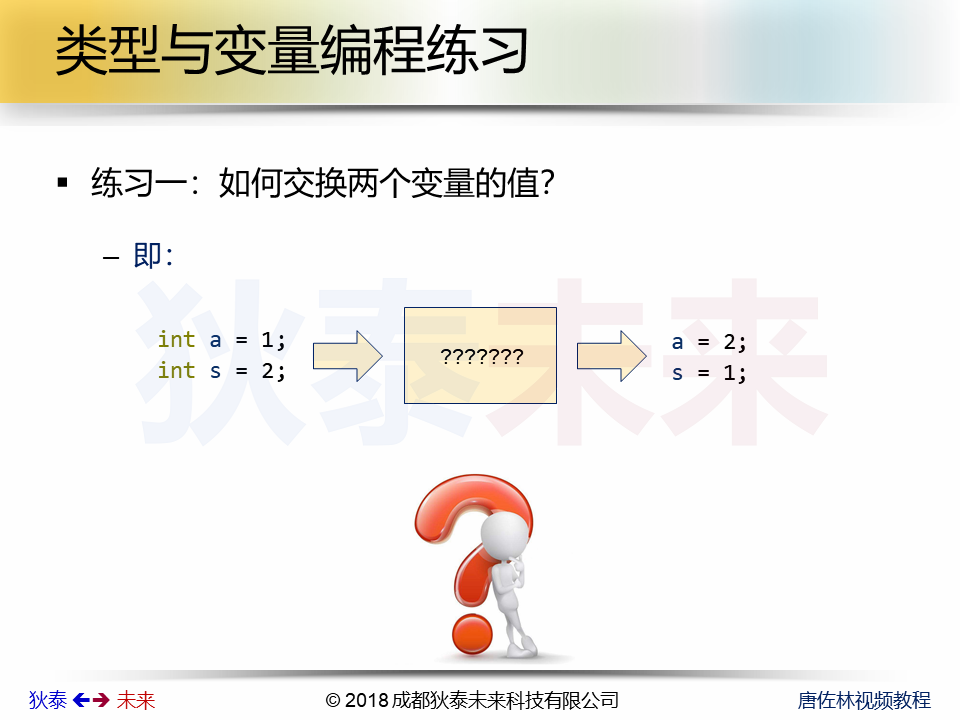 类型与变量编程练习
▪ 练习一：如何交换两个变量的值?
– 即：
狄泰未来
int a = 1;
int s = 2;
???????
a = 2;
s = 1;
狄泰 未来
© 2018 成都狄泰未来科技有限公司
唐佐林视频教程